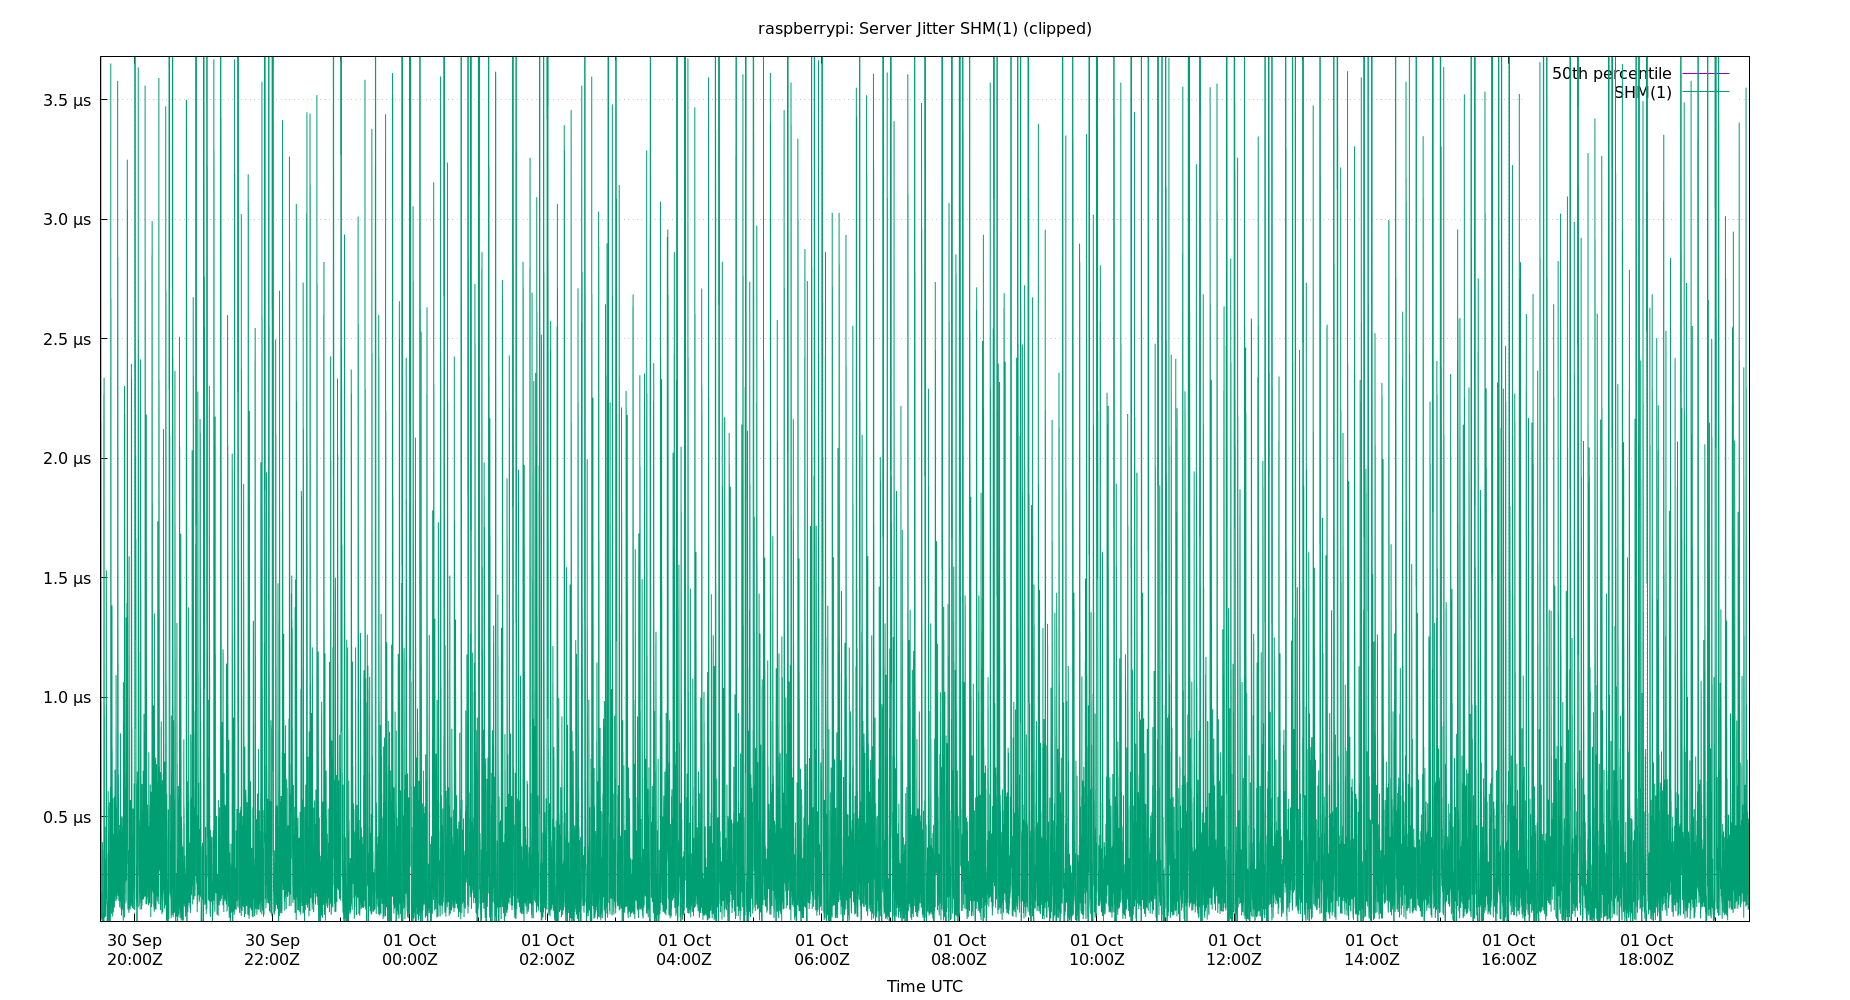 raspberrypi: Server Jitter SHM(1) (clipped)
50th percentile
SHM(1)
3.5 µs
3.0 µs
2.5 µs
2.0 µs
1.5 µs
1.0 µs
0.5 µs
30 Sep 30 Sep 01 Oct 01 Oct 01 Oct 01 Oct 01 Oct 01 Oct 01 Oct 01 Oct 01 Oct 01 Oct
20:00Z 22:00Z 00:00Z 02:00Z 04:00Z 06:00Z 08:00Z 10:00Z 12:00Z 14:00Z 16:00Z 18:00Z
Time UTC